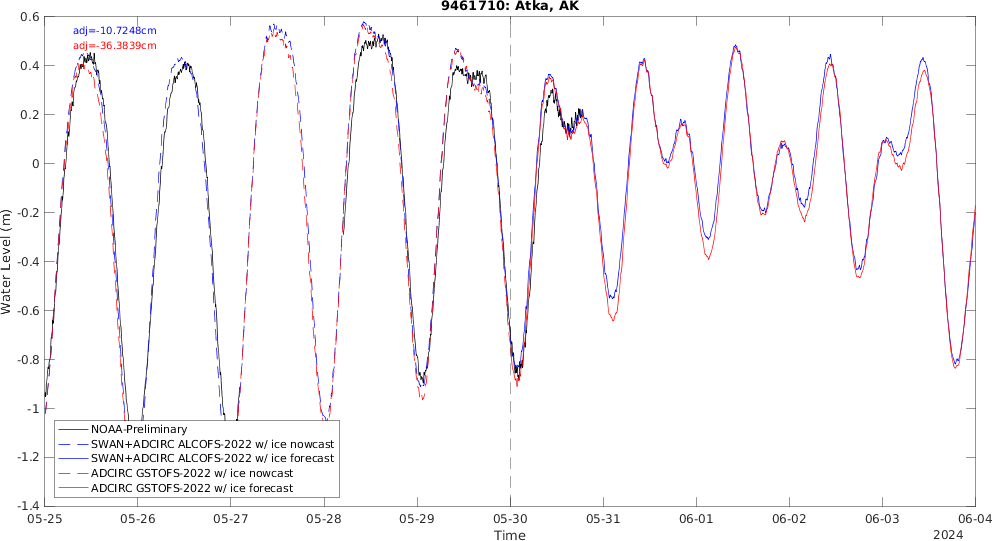 9461710: Atka, AK
adj=-10.7248cm
adj=-36.3839cm
0.6
0.4
0.2
0
-0.2
-0.4
-0.6
-0.8
-1
-1.2
-1.4
Water Level (m)
NOAA-Preliminary
SWAN+ADCIRC ALCOFS-2022 w/ ice nowcast
SWAN+ADCIRC ALCOFS-2022 w/ ice forecast
ADCIRC GSTOFS-2022 w/ ice nowcast
ADCIRC GSTOFS-2022 w/ ice forecast
05-25 05-26 05-27 05-28 05-29 05-30 05-31 06-01 06-02 06-03 06-04
Time
2024